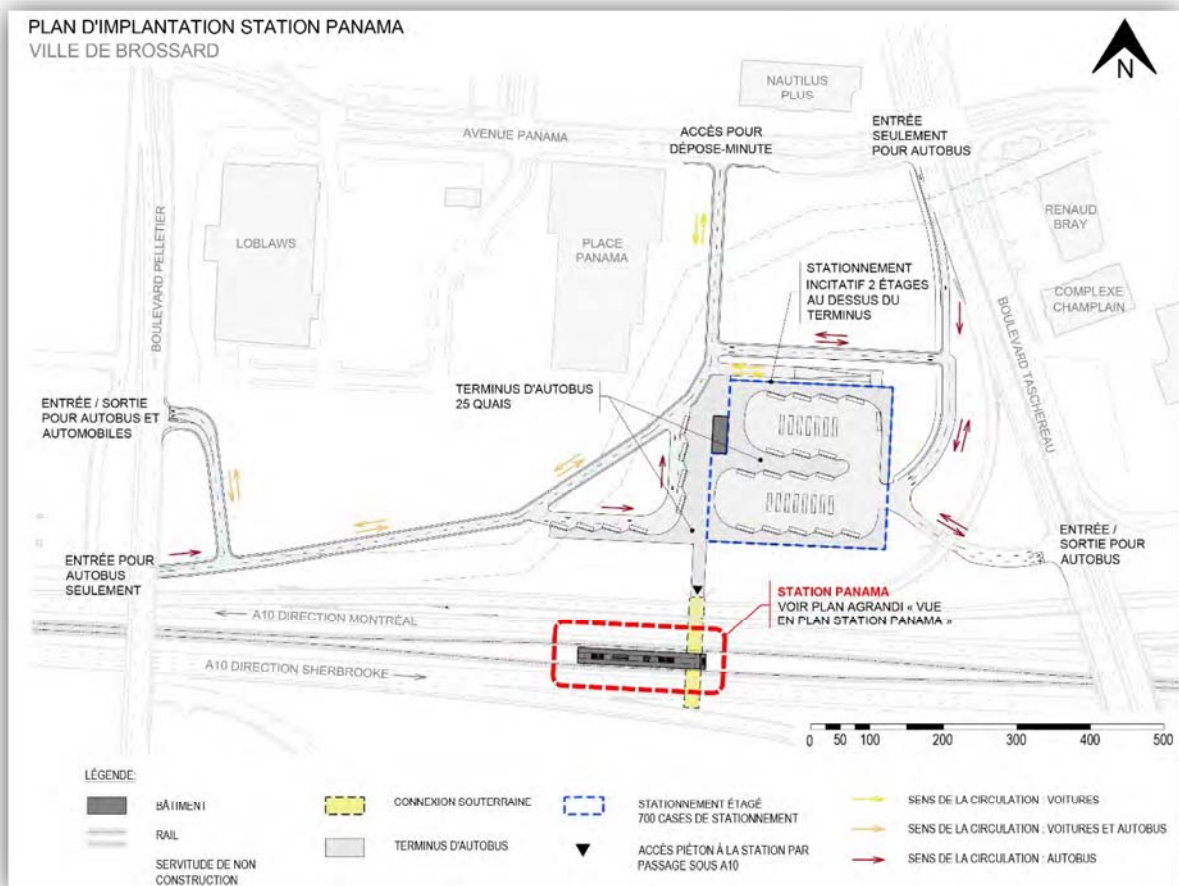 PLAN D'IMPLANTATION STATION PANAMA
VILLE DE BROSSARD
N
NAUTILUS
PLUS
AVENUE PANAMA
ACCÈS POUR
DÉPOSE-MINUTE
ENTRÉE
SEULEMENT
POUR AUTOBUS
BOULEVARD PELLETIER
LOBLAWS
PLACE
PANAMA
RENAUD
BRAY
STATIONNEMENT
INCITATIF 2 ÉTAGES
AU DESSUS DU
TERMINUS
COMPLEXE
CHAMPLAIN
BOULEVARD TASCHEREAU
TERMINUS D'AUTOBUS
25 QUAIS
ENTRÉE / SORTIE
POUR AUTOBUS ET
AUTOMOBILES
ENTRÉE /
SORTIE POUR
AUTOBUS
ENTRÉE POUR
AUTOBUS
SEULEMENT
STATION PANAMA
VOIR PLAN AGRANDI « VUE
EN PLAN STATION PANAMA »
A10 DIRECTION MONTRÉAL
A10 DIRECTION SHERBROOKE
0 50 100 200 300 400 500
LÉGENDE:
BÂTIMENT
RAIL
SERVITUDE DE NON
CONSTRUCTION
CONNEXION SOUTERRAINE
TERMINUS D'AUTOBUS
STATIONNEMENT ÉTAGÉ
700 CASES DE STATIONNEMENT
ACCÈS PIÉTON À LA STATION PAR
PASSAGE SOUS A10
SENS DE LA CIRCULATION : VOITURES
SENS DE LA CIRCULATION : VOITURES ET AUTOBUS
SENS DE LA CIRCULATION : AUTOBUS